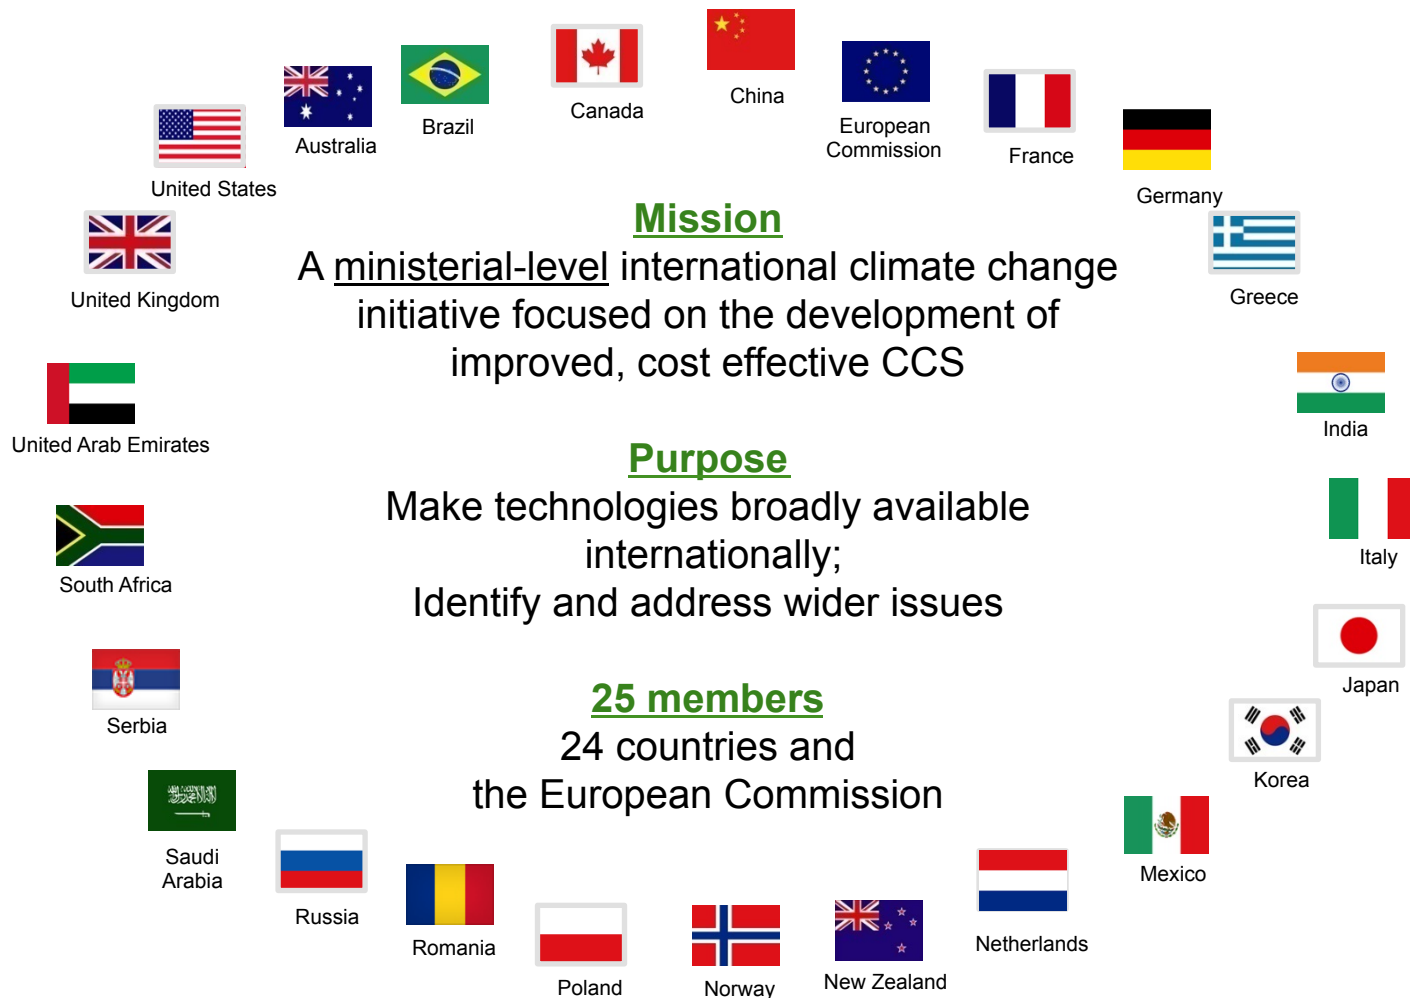 China
Canada
Brazil
Australia
European
Commission
France
United States
Germany
Mission
A ministerial-level international climate change
initiative focused on the development of
improved, cost effective CCS
United Kingdom
Greece
United Arab Emirates
India
Purpose
Make technologies broadly available
internationally;
Identify and address wider issues
South Africa
Italy
Japan
25 members
24 countries and
the European Commission
Serbia
Korea
Saudi
Arabia
Mexico
Russia
Romania
Netherlands
Poland
Norway
New Zealand